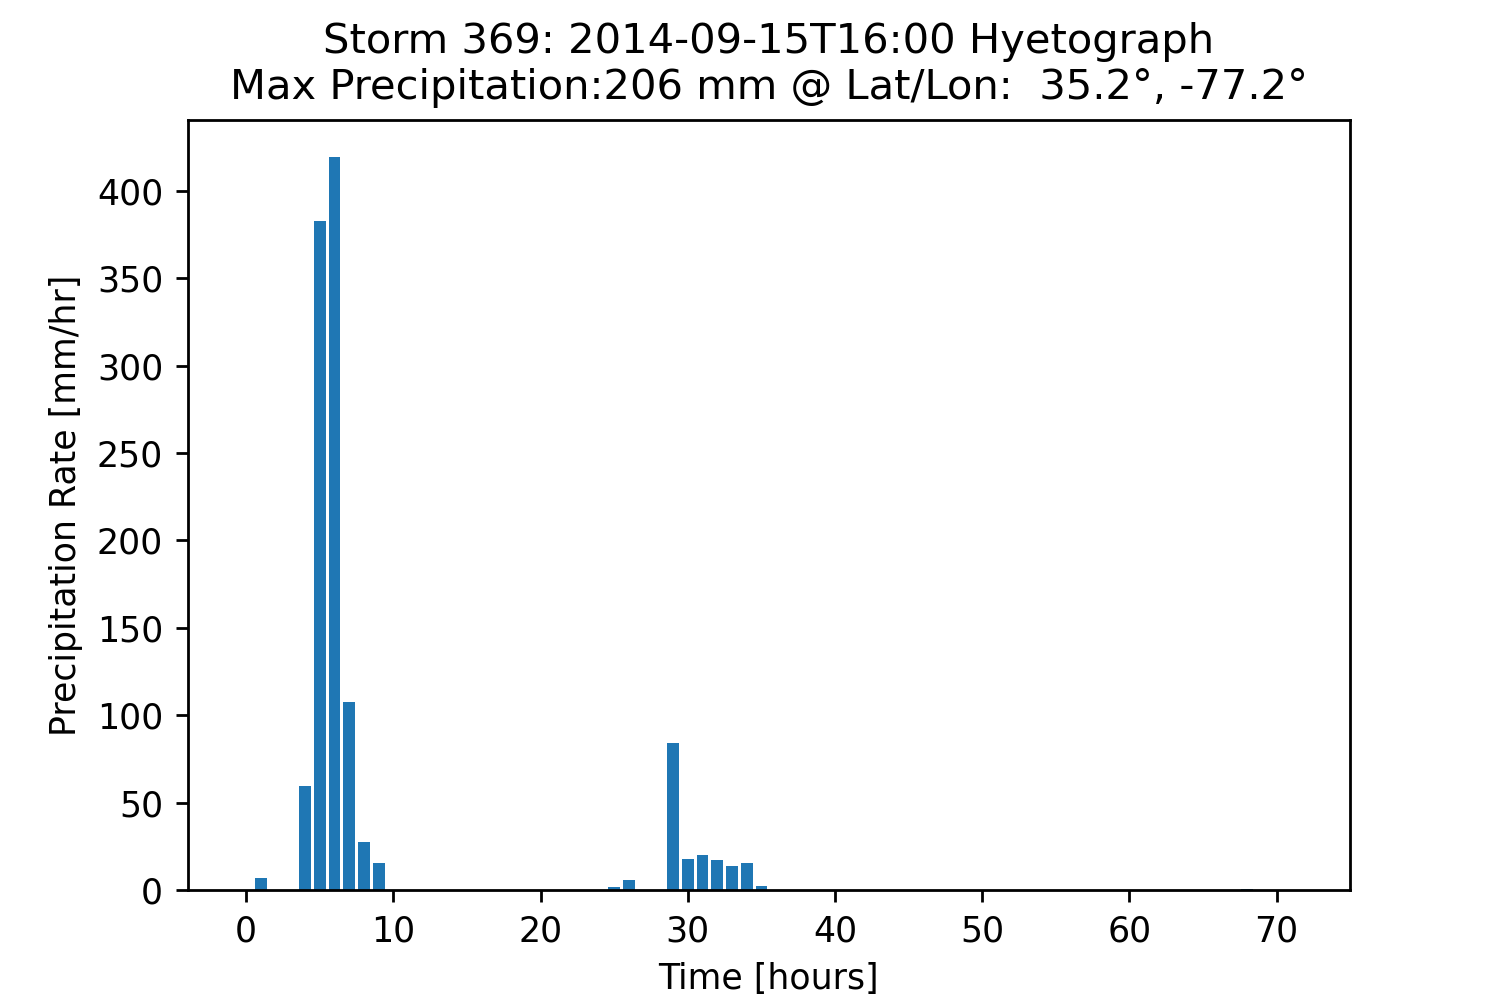 Storm 369: 2014-09-15T16:00 Hyetograph
Max Precipitation:206 mm @ Lat/Lon:  35.2°, -77.2°
400
350
300
250
200
150
100
50
0
Precipitation Rate [mm/hr]
0 10 20 30 40 50 60 70
Time [hours]